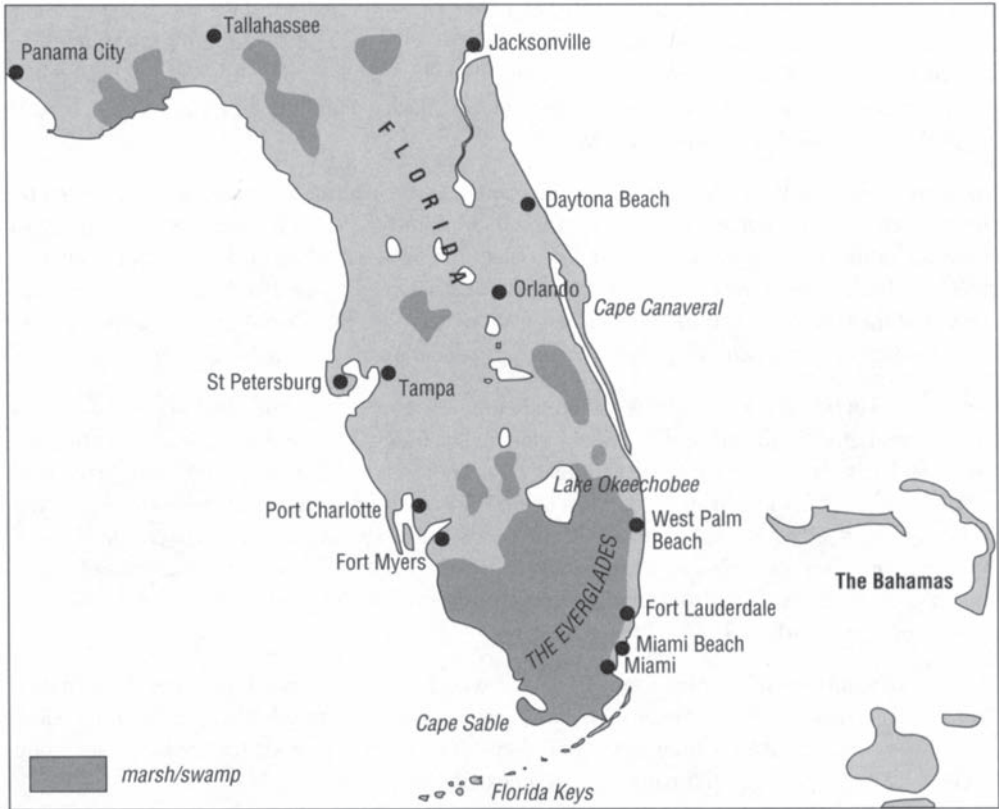 Tallahassee
Jacksonville
Panama City
FLORIDA
Daytona Beach
Orlando
Cape Canaveral
St Petersburg
Tampa
Lake Okeechobee
Port Charlotte
West Palm
Beach
Fort Myers
THE EVERGLADES
The Bahamas
Fort Lauderdale
Miami Beach
Miami
Cape Sable
marsh/swamp
Florida Keys